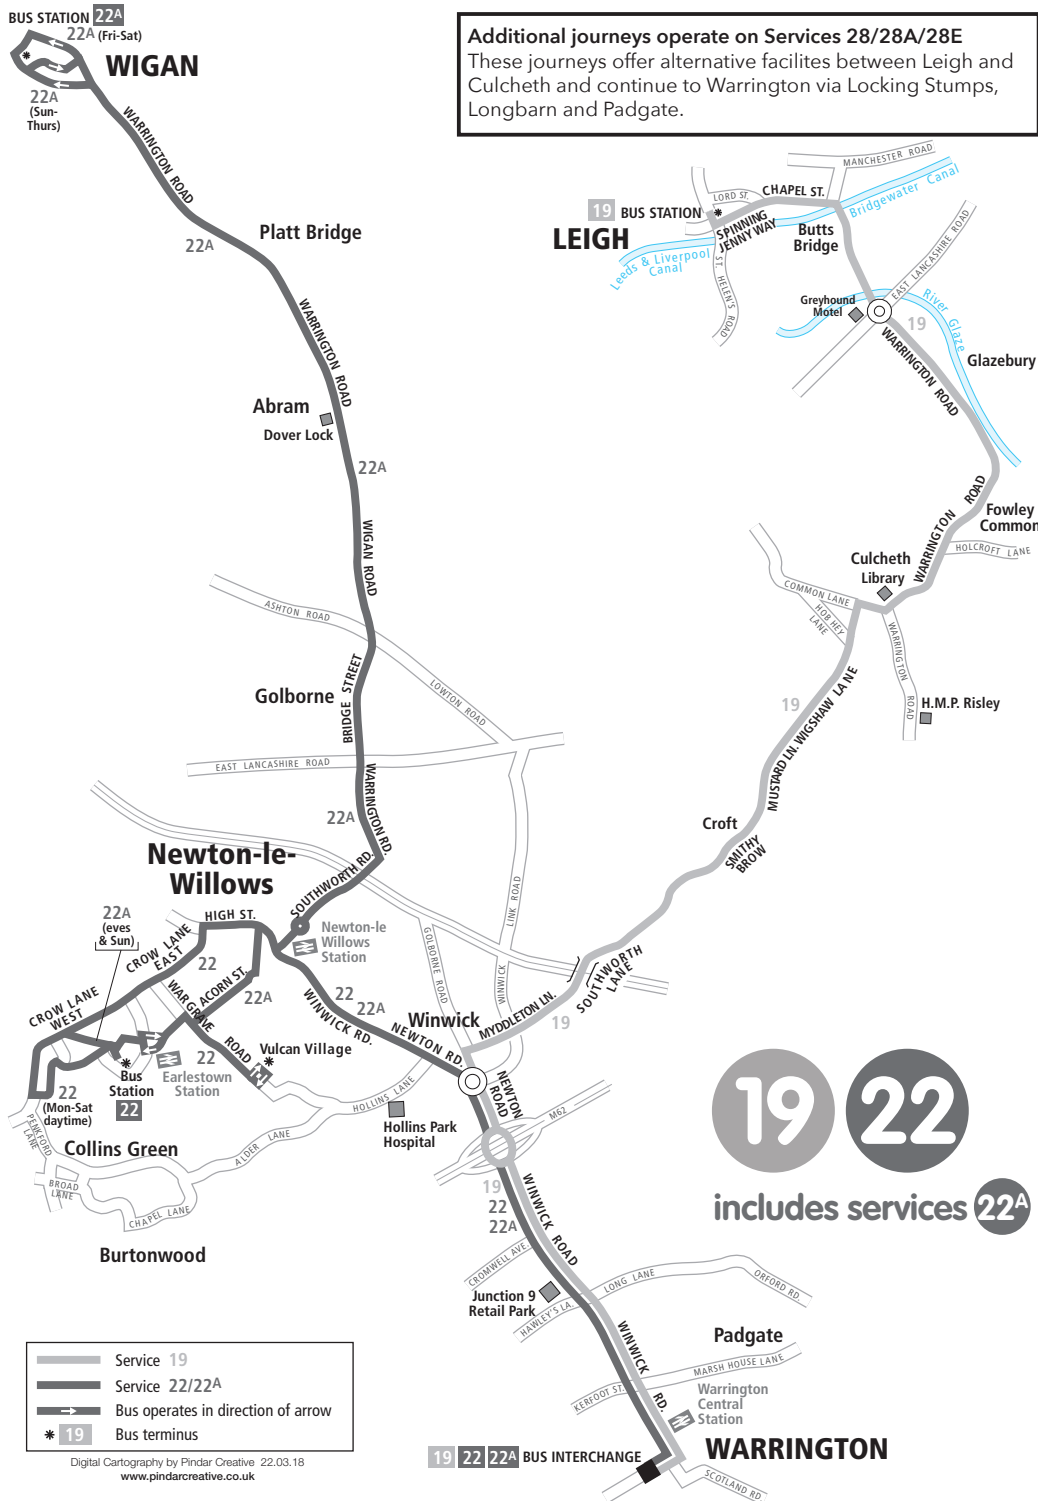 BUS STATION 22A
22A (Fri-Sat)
WIGAN
22A
(Sun-
Thurs)
Additional journeys operate on Services 28/28A/28E
These journeys offer alternative facilites between Leigh and
Culcheth and continue to Warrington via Locking Stumps,
Longbarn and Padgate.
WARRINGTON ROAD
22A
Platt Bridge
WARRINGTON ROAD
Abram
Dover Lock
22A
WIGAN ROAD
MANCHESTER ROAD
LORD ST.
CHAPEL ST.
Bridgewater Canal
19 BUS STATION
LEIGH
SPINNING
JENNY WAY
Butts
Bridge
Leeds & Liverpool
Canal
ST. HELEN'S ROAD
EAST LANCASHIRE ROAD
Greyhound
Motel
River Glaze
19
WARRINGTON ROAD
Glazebury
WARRINGTON ROAD
Fowley
Common
HOLCROFT LANE
Culcheth
Library
COMMON LANE
HOB HEY
LANE
WARRINGTON
ROAD
H.M.P. Risley
19
MUSTARD LN.
WIGSHAW LANE
Croft
SMITHY
BROW
ASHTON ROAD
BRIDGE STREET
Golborne
LOWTON ROAD
EAST LANCASHIRE ROAD
WARRINGTON RD.
22A
Newton-le-
Willows
SOUTHWORTH RD.
HIGH ST.
LINK ROAD
WINWICK
GOLBORNE ROAD
22A
(eves
& Sun)
CROW LANE
EAST
22
Newton-le
Willows
Station
SOUTHWORTH
LANE
CROW LANE
WEST
WARGRAVE
ROAD
ACORN ST.
22A
22
22A
WINWICK RD.
NEWTON RD.
Winwick
MYDDLETON LN.
19
22
Vulcan Village
Bus
Station
22
Earlestown
Station
22
(Mon-Sat
daytime)
PENKFORD
LANE
Collins Green
HOLLINS LANE
Hollins Park
Hospital
NEWTON
ROAD
M62
ALDER LANE
BROAD
LANE
CHAPEL LANE
Burtonwood
19
22
22A
WINWICK ROAD
19 22
includes services 22A
CROMWELL AVE.
Junction 9
Retail Park
HAWLEY'S LA.
LONG LANE
ORFORD RD.
WINWICK RD.
Padgate
MARSH HOUSE LANE
KERFOOT ST.
Warrington
Central
Station
19 22 22A BUS INTERCHANGE
WARRINGTON
SCOTLAND RD.
Service 19
Service 22/22A
Bus operates in direction of arrow
* 19 Bus terminus
Digital Cartography by Pindar Creative 22.03.18
www.pindarcreative.co.uk